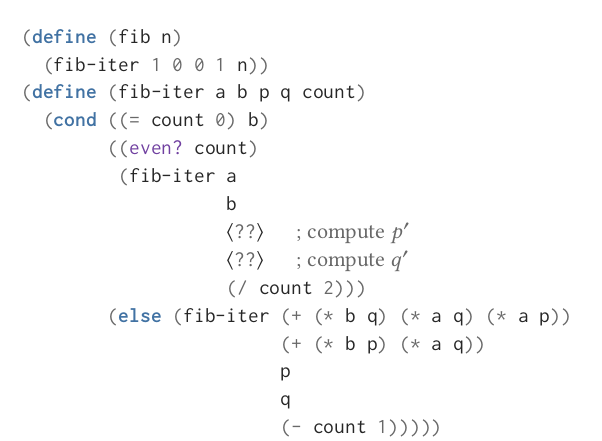 (define (fib n)
(fib-iter 1 0 0 1 n))
(define (fib-iter a b p q count)
(cond ((= count 0) b)
((even? count)
(fib-iter a
b
⟨??⟩ ; compute p′
⟨??⟩ ; compute q′
(/ count 2)))
(else (fib-iter (+ (* b q) (* a q) (* a p))
(+ (* b p) (* a q))
p
q
(- count 1)))))